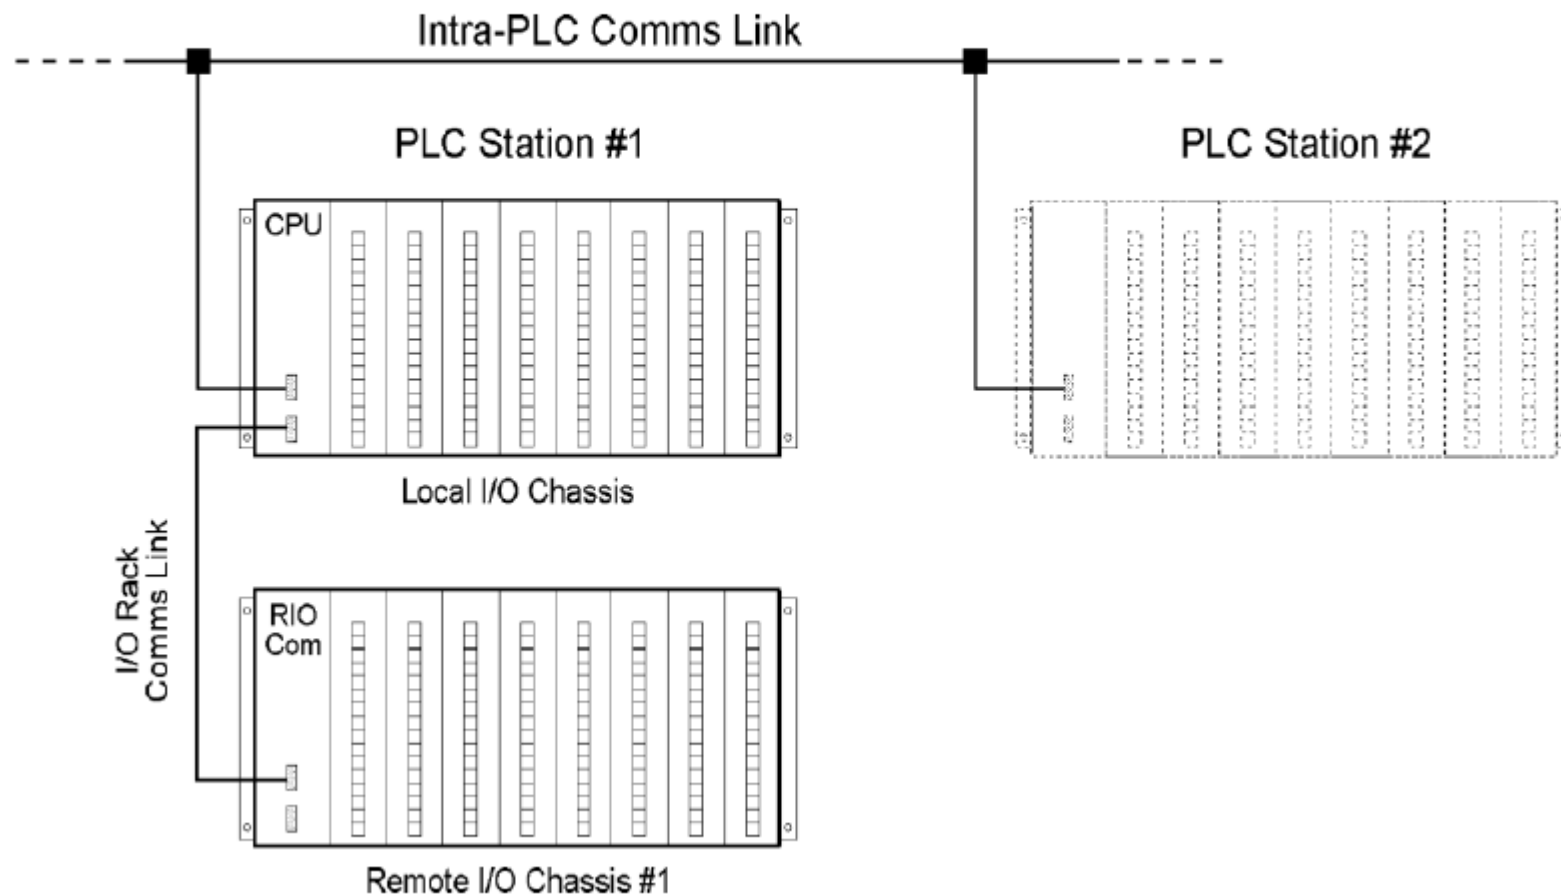 Intra-PLC Comms Link
PLC Station #1
PLC Station #2
CPU
Local I/O Chassis
I/O Rack
Comms Link
RIO
Com
Remote I/O Chassis #1